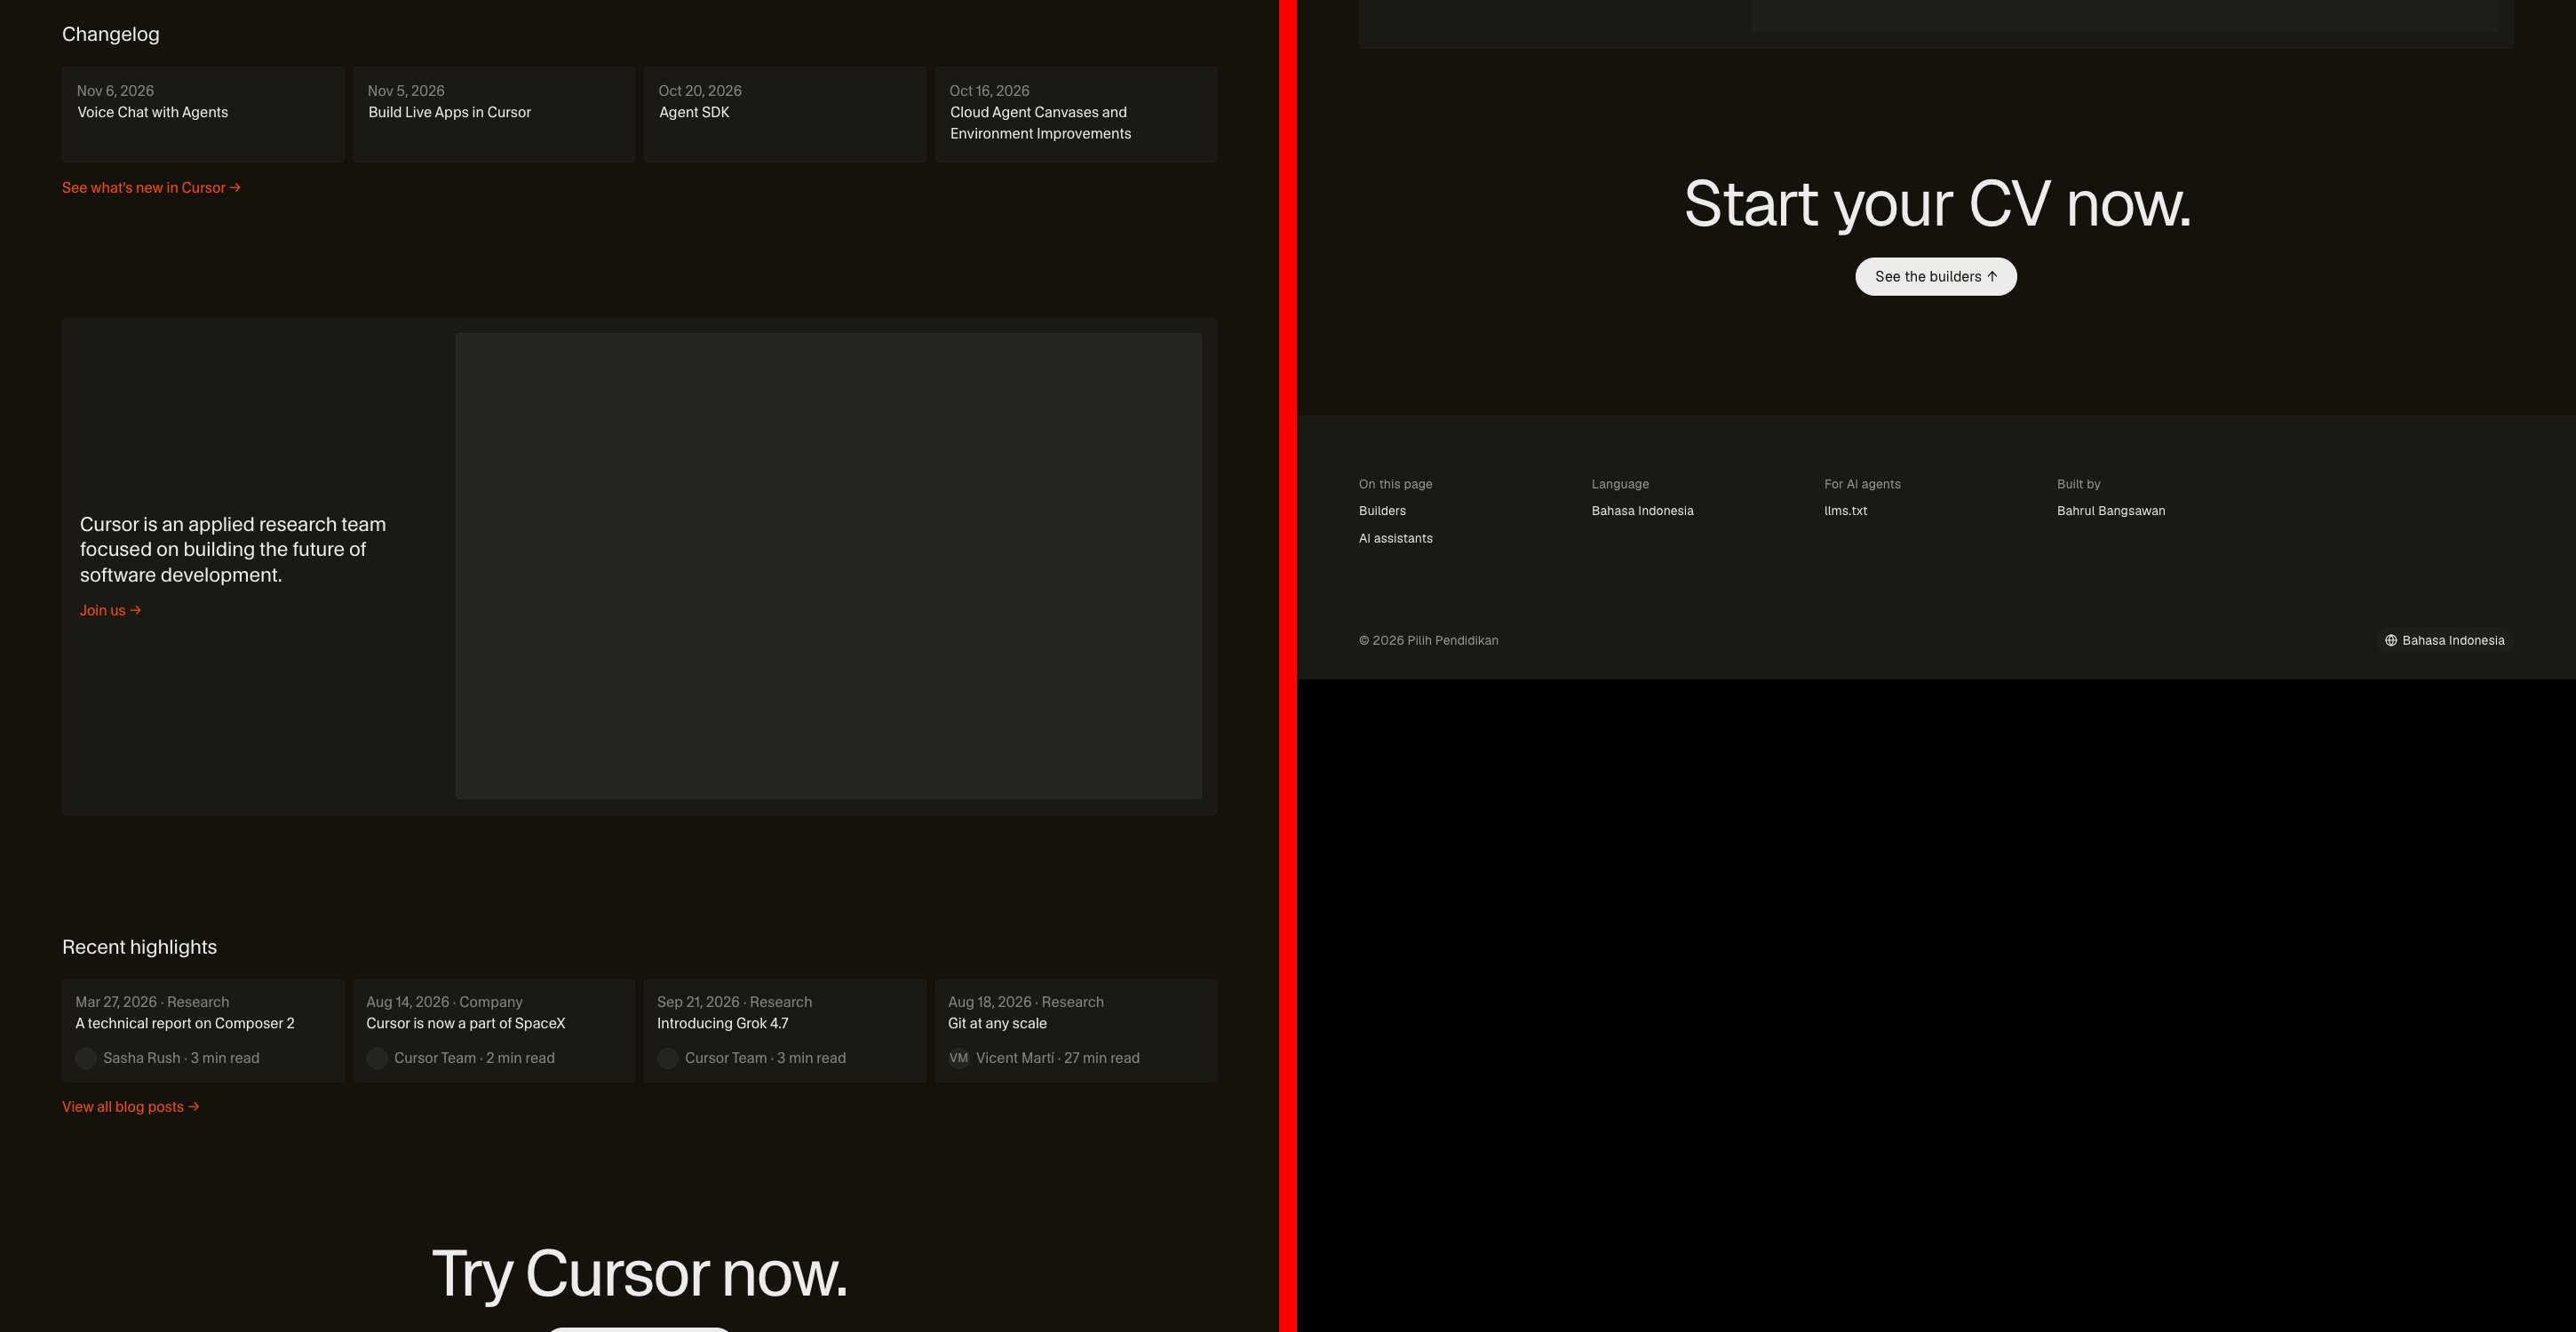 Changelog
Nov 6, 2026
Voice Chat with Agents
Nov 5, 2026
Build Live Apps in Cursor
Oct 20, 2026
Agent SDK
Oct 16, 2026
Cloud Agent Canvases and
Environment Improvements
See what's new in Cursor →
Cursor is an applied research team
focused on building the future of
software development.
Join us →
Recent highlights
Mar 27, 2026 · Research
A technical report on Composer 2
Sasha Rush · 3 min read
Aug 14, 2026 · Company
Cursor is now a part of SpaceX
Cursor Team · 2 min read
Sep 21, 2026 · Research
Introducing Grok 4.7
Cursor Team · 3 min read
Aug 18, 2026 · Research
Git at any scale
VM Vicent Martí · 27 min read
View all blog posts →
Try Cursor now.
Start your CV now.
See the builders ↑
On this page
Builders
AI assistants
Language
Bahasa Indonesia
For AI agents
llms.txt
Built by
Bahrul Bangsawan
© 2026 Pilih Pendidikan
Bahasa Indonesia